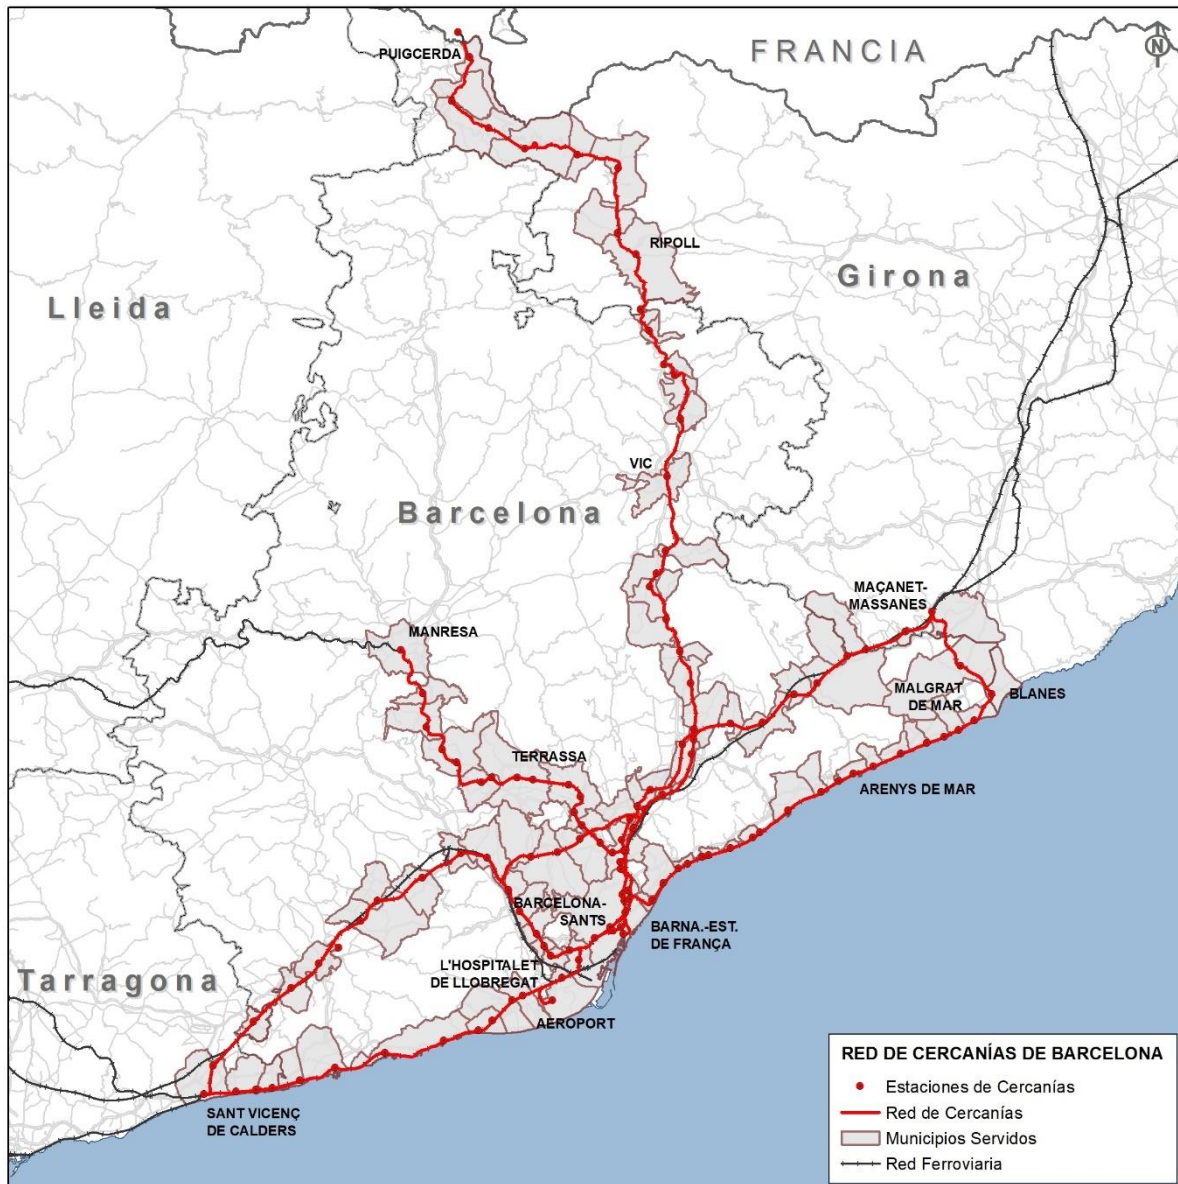 PUIGCERDA
FRANCIA
N
RIPOLL
Girona
Lleida
VIC
Barcelona
MAÇANET-
MASSANES
MANRESA
MALGRAT
DE MAR
BLANES
TERRASSA
ARENYS DE MAR
BARCELONA-
SANTS
BARNA.-EST.
DE FRANÇA
L'HOSPITALET
DE LLOBREGAT
Tarragona
AEROPORT
SANT VICENÇ
DE CALDERS
RED DE CERCANÍAS DE BARCELONA
Estaciones de Cercanías
Red de Cercanías
Municipios Servidos
Red Ferroviaria